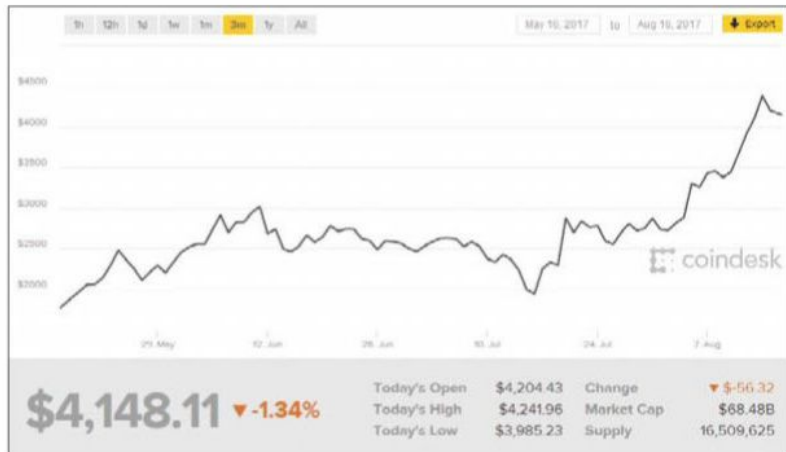 1h 12h 1d 1w 1m 3m 1y All May 16, 2017 to Aug 16, 2017 Export
$4500
$4000
$3500
$3000
$2500
coindesk
$2000
29. May 12. Jun 26. Jun 10. Jul 24. Jul 7. Aug
$4,148.11 ▼ -1.34%
Today's Open $4,204.43 Change ▼ $-56.32
Today's High $4,241.96 Market Cap $68.48B
Today's Low $3,985.23 Supply 16,509,625